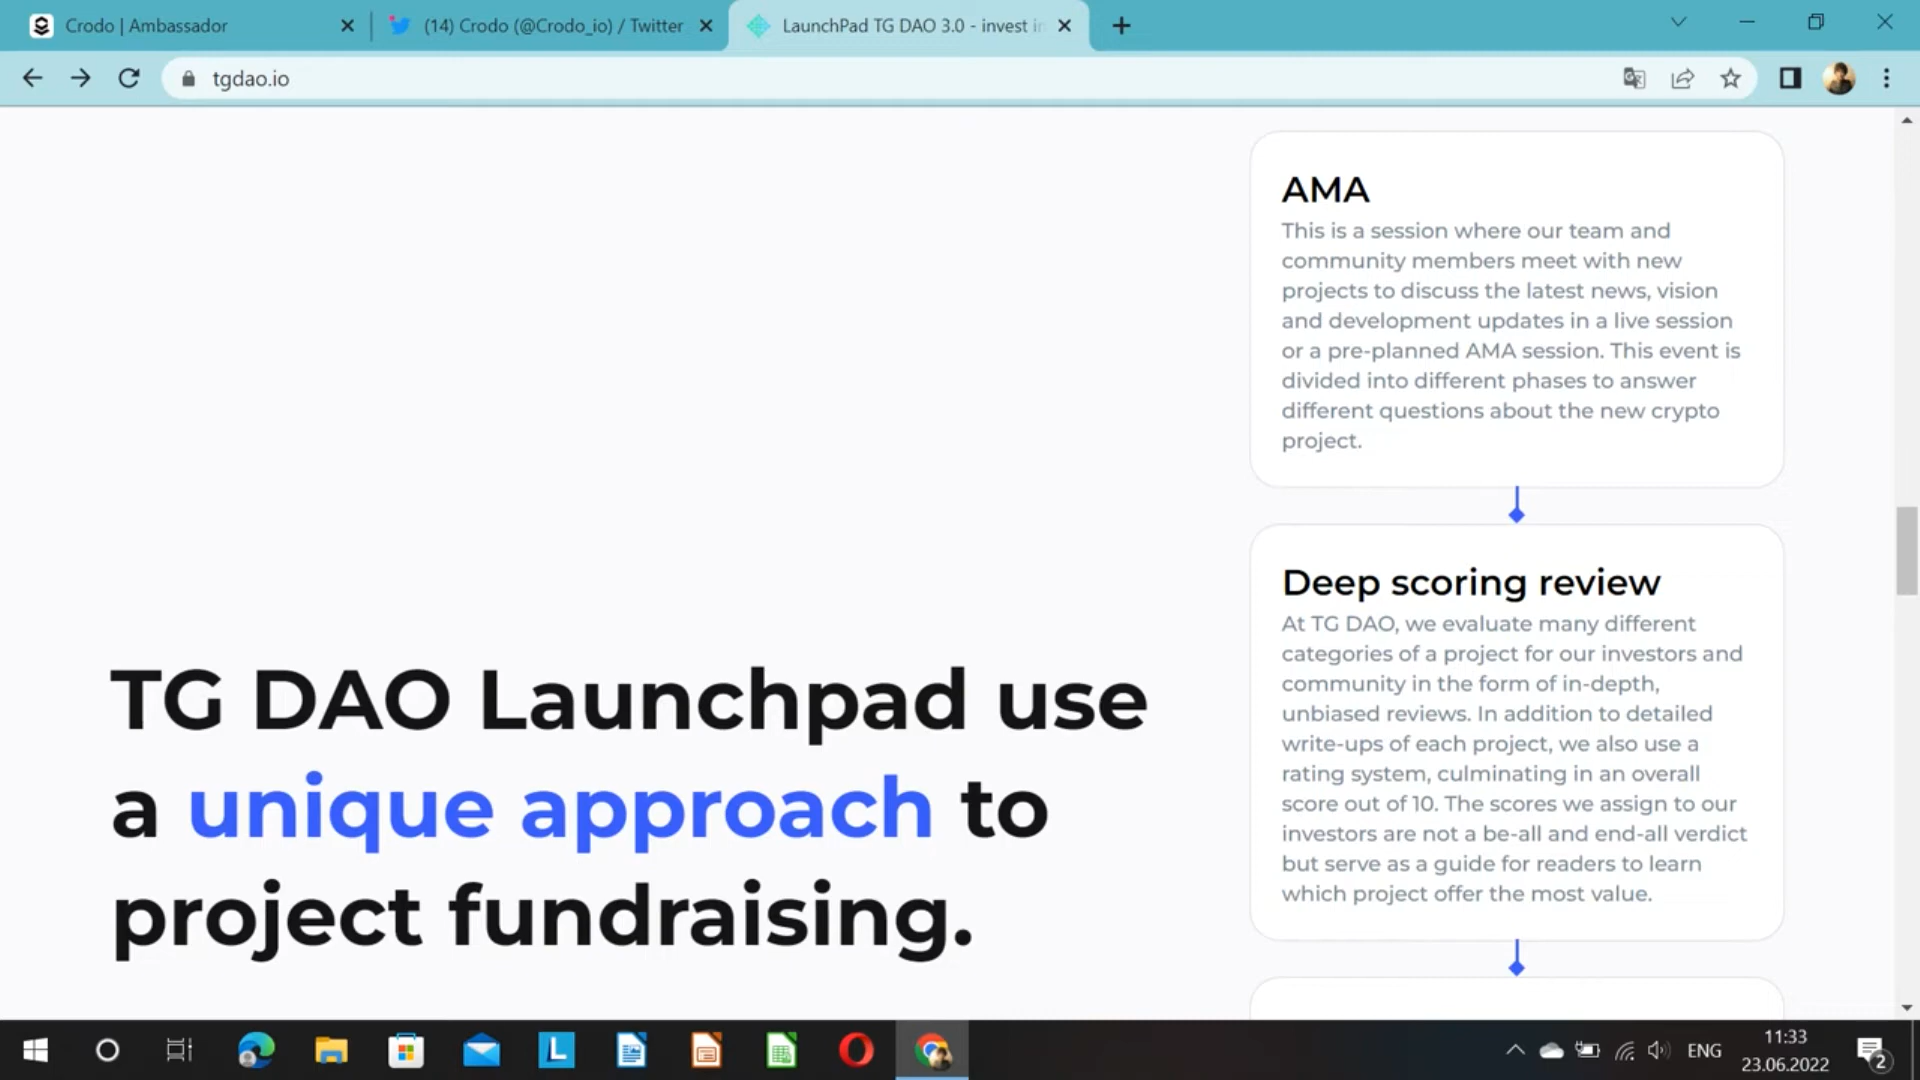 Crodo | Ambassador
(14) Crodo (@Crodo_io) / Twitter
LaunchPad TG DAO 3.0 - invest in
tgdao.io
AMA
This is a session where our team and
community members meet with new
projects to discuss the latest news, vision
and development updates in a live session
or a pre-planned AMA session. This event is
divided into different phases to answer
different questions about the new crypto
project.
Deep scoring review
At TG DAO, we evaluate many different
categories of a project for our investors and
community in the form of in-depth,
unbiased reviews. In addition to detailed
write-ups of each project, we also use a
rating system, culminating in an overall
score out of 10. The scores we assign to our
investors are not a be-all and end-all verdict
but serve as a guide for readers to learn
which project offer the most value.
TG DAO Launchpad use
a unique approach to
project fundraising.
L
ENG
11:33
23.06.2022
2